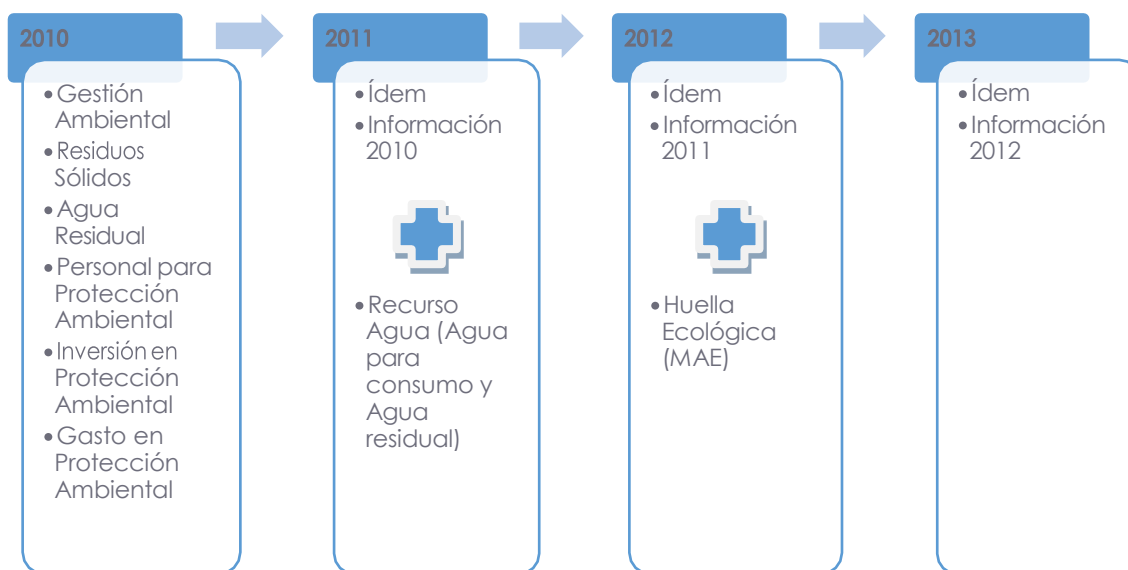 2010
• Gestión
Ambiental
• Residuos
Sólidos
• Agua
Residual
• Personal para
Protección
Ambiental
• Inversión en
Protección
Ambiental
• Gasto en
Protección
Ambiental
2011
• Ídem
• Información
2010
• Recurso
Agua (Agua
para
consumo y
Agua
residual)
2012
• Ídem
• Información
2011
• Huella
Ecológica
(MAE)
2013
• Ídem
• Información
2012